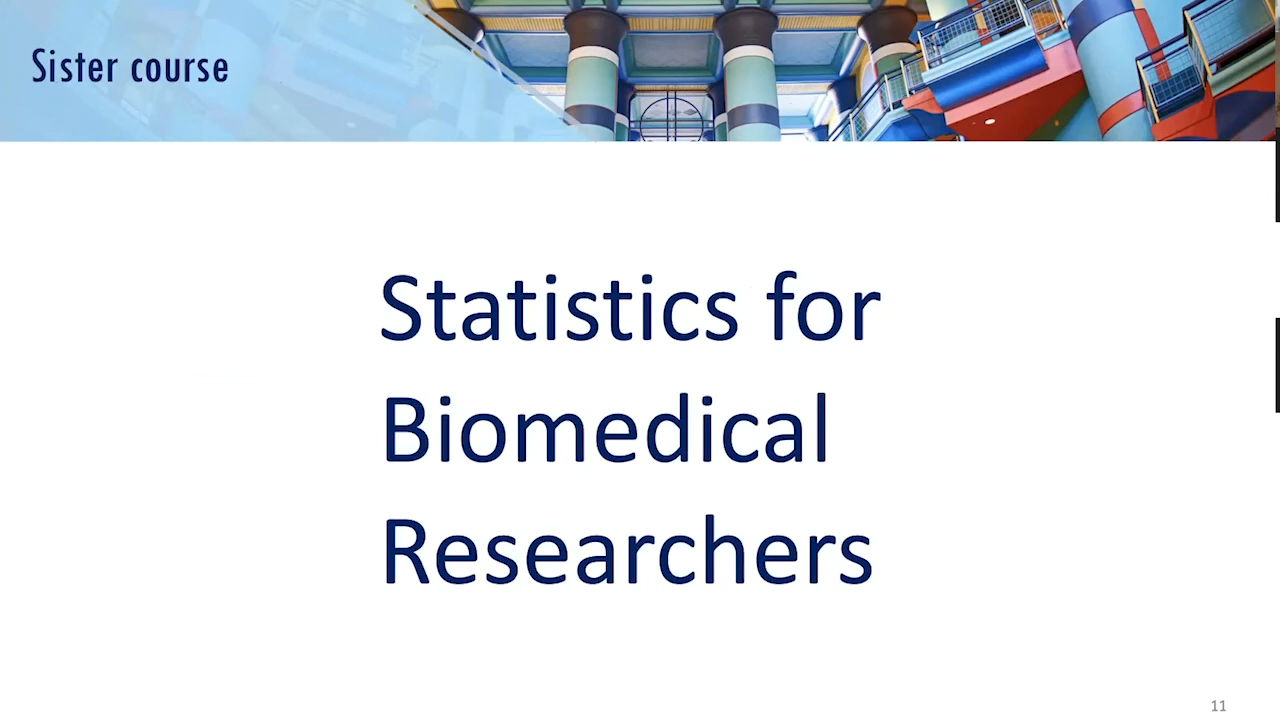 Sister course
Statistics for
Biomedical
Researchers
11